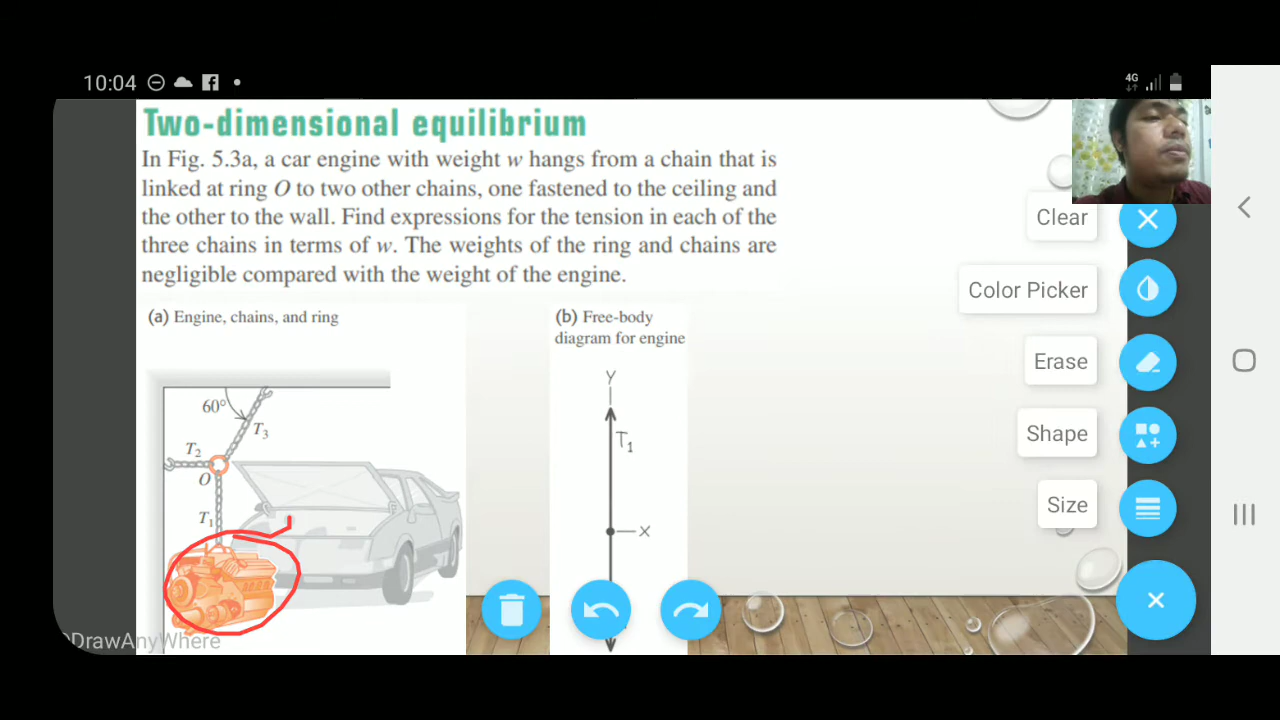 10:04
4G
Two-dimensional equilibrium
In Fig. 5.3a, a car engine with weight w hangs from a chain that is
linked at ring O to two other chains, one fastened to the ceiling and
the other to the wall. Find expressions for the tension in each of the
three chains in terms of w. The weights of the ring and chains are
negligible compared with the weight of the engine.
(a) Engine, chains, and ring
(b) Free-body
diagram for engine
60°
T3
T2
O
T1
y
T1
x
Clear
Color Picker
Erase
Shape
Size
DrawAnyWhere